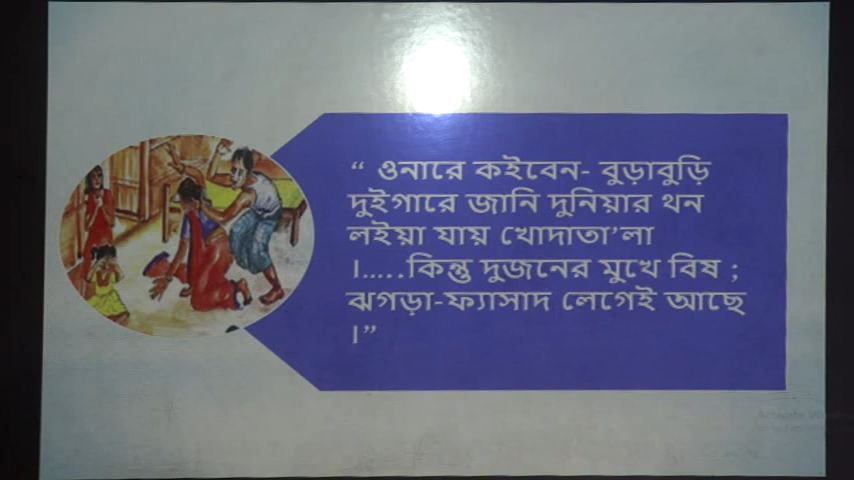 “ ওনারে কইবেন- বুড়াবুড়ি
দুইগারে জানি দুনিয়ার থন
লইয়া যায় খোদাতা’লা
।.….কিন্তু দুজনের মুখে বিষ ;
ঝগড়া-ফ্যাসাদ লেগেই আছে
।”